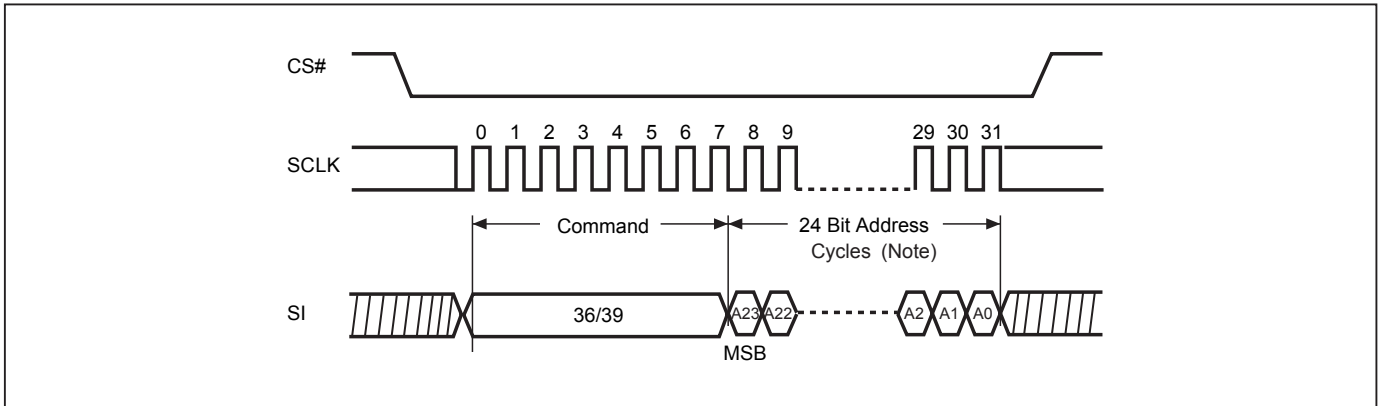 CS#
0 1 2 3 4 5 6 7 8 9 29 30 31
SCLK
Command
24 Bit Address
Cycles (Note)
SI
36/39
A23 A22 A2 A1 A0
MSB